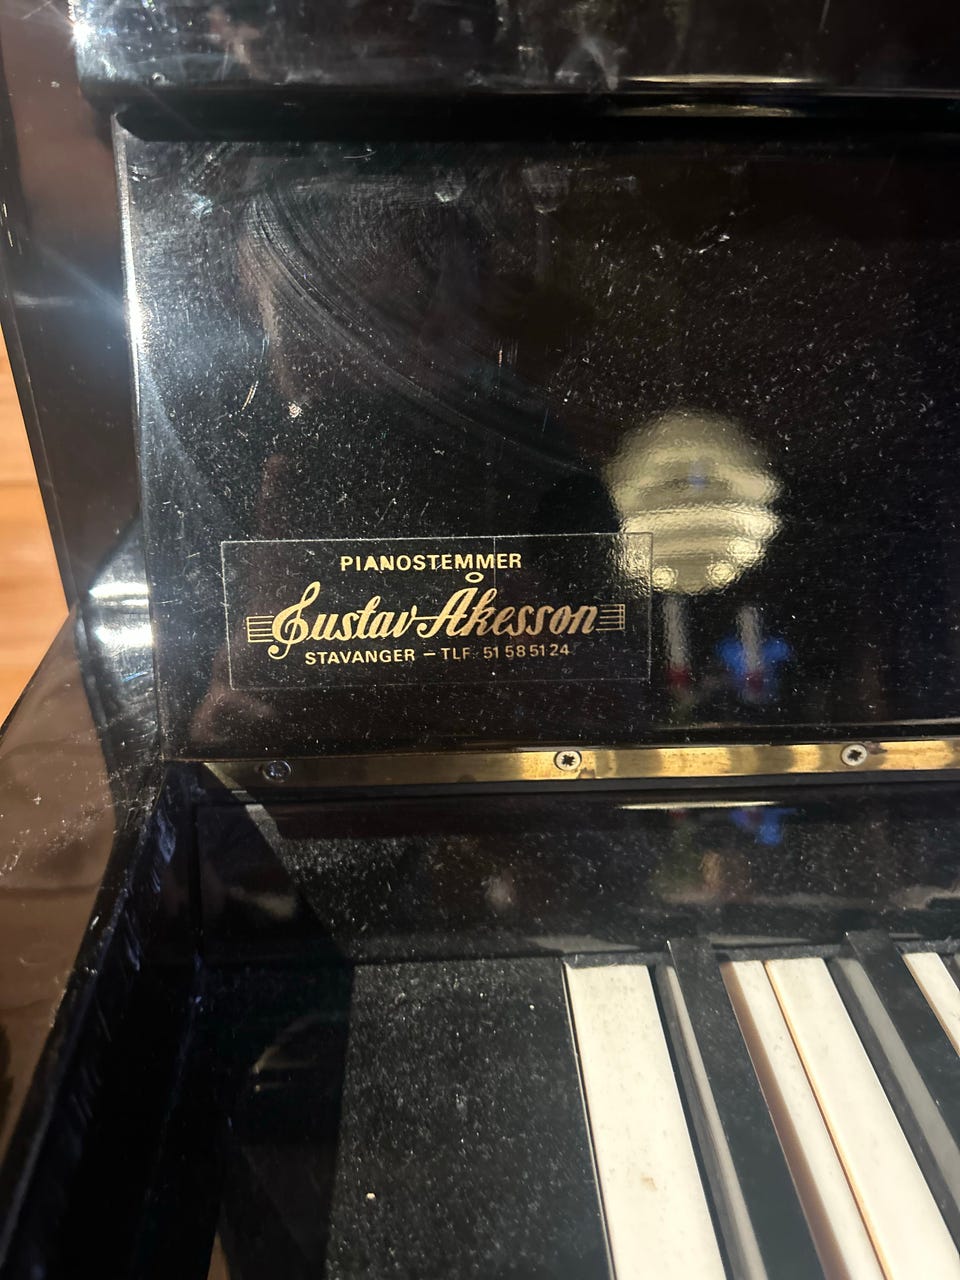 PIANOSTEMMER
Gustav Åkesson
STAVANGER – TLF. 51 58 51 24